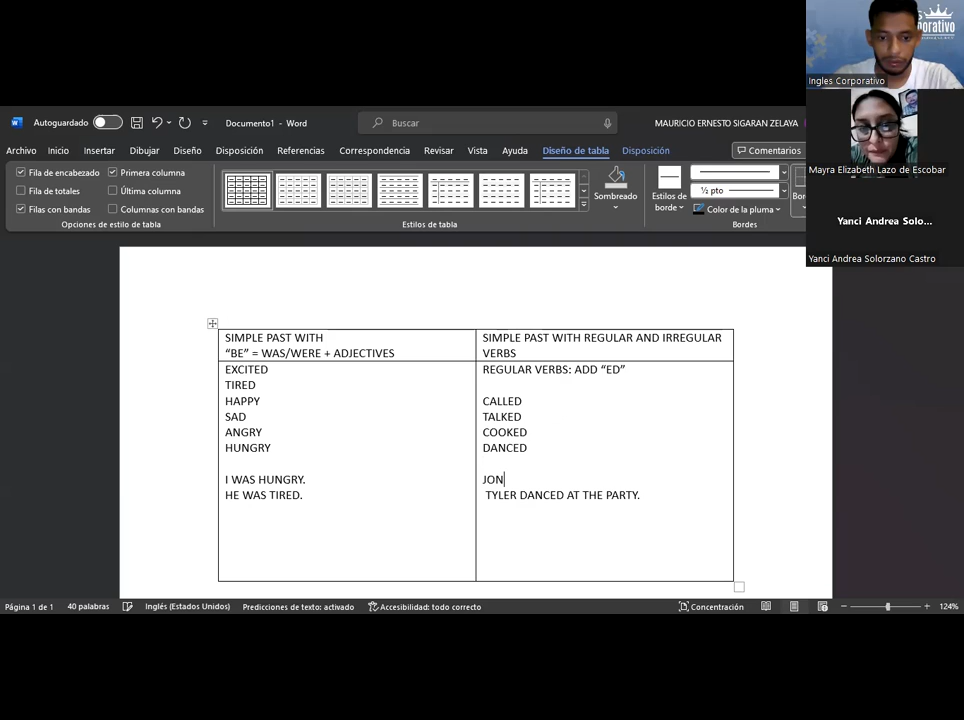 porativo
Ingles Corporativo
Mayra Elizabeth Lazo de Escobar
Yanci Andrea Solo...
Yanci Andrea Solorzano Castro
Autoguardado
Documento1 - Word
Buscar
MAURICIO ERNESTO SIGARAN ZELAYA
Archivo Inicio Insertar Dibujar Diseño Disposición Referencias Correspondencia Revisar Vista Ayuda Diseño de tabla Disposición Comentarios
Fila de encabezado Primera columna
Fila de totales Última columna
Filas con bandas Columnas con bandas
Opciones de estilo de tabla
Estilos de tabla
Sombreado
Estilos de borde
½ pto
Color de la pluma
Bordes
SIMPLE PAST WITH
“BE” = WAS/WERE + ADJECTIVES
SIMPLE PAST WITH REGULAR AND IRREGULAR
VERBS
EXCITED
TIRED
HAPPY
SAD
ANGRY
HUNGRY
I WAS HUNGRY.
HE WAS TIRED.
REGULAR VERBS: ADD “ED”
CALLED
TALKED
COOKED
DANCED
JON
TYLER DANCED AT THE PARTY.
Página 1 de 1 40 palabras Inglés (Estados Unidos) Predicciones de texto: activado Accesibilidad: todo correcto Concentración 124%